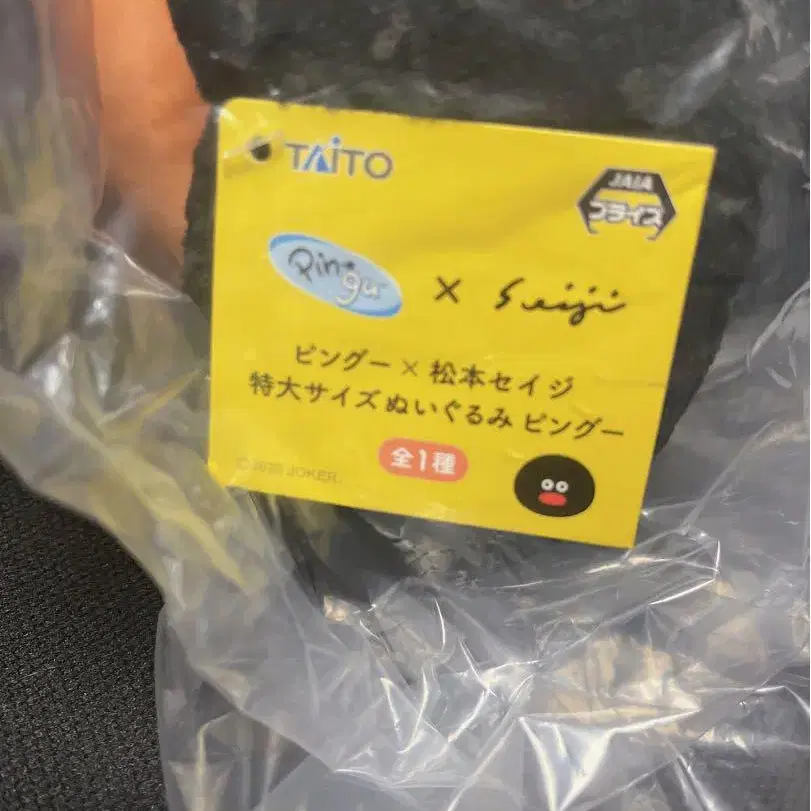 TAITO
JAIA
プライズ
Pingu × Seiji
ピングー×松本セイジ
特大サイズぬいぐるみ ピングー
全1種
JOKER.